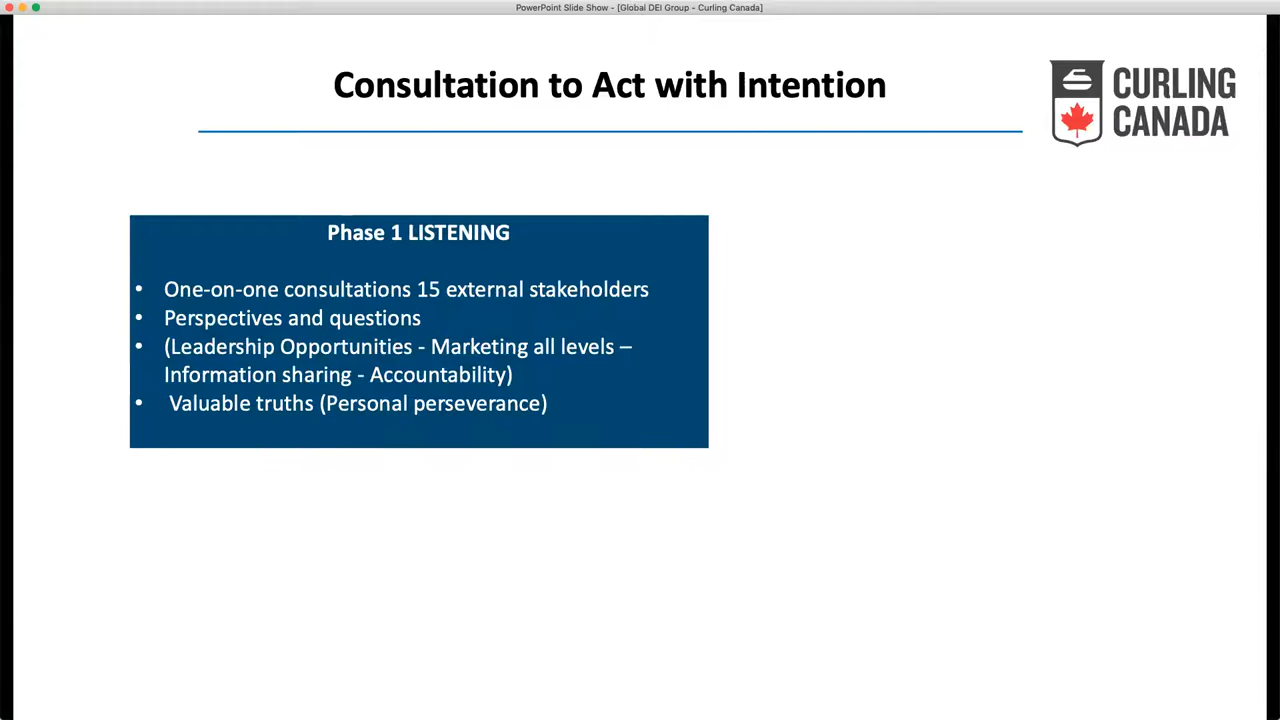 PowerPoint Slide Show - [Global DEI Group - Curling Canada]
Consultation to Act with Intention
CURLING
CANADA
Phase 1 LISTENING
• One-on-one consultations 15 external stakeholders
• Perspectives and questions
• (Leadership Opportunities - Marketing all levels –
Information sharing - Accountability)
• Valuable truths (Personal perseverance)